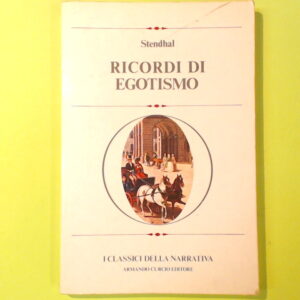 Stendhal
RICORDI DI
EGOTISMO
I CLASSICI DELLA NARRATIVA
ARMANDO CURCIO EDITORE